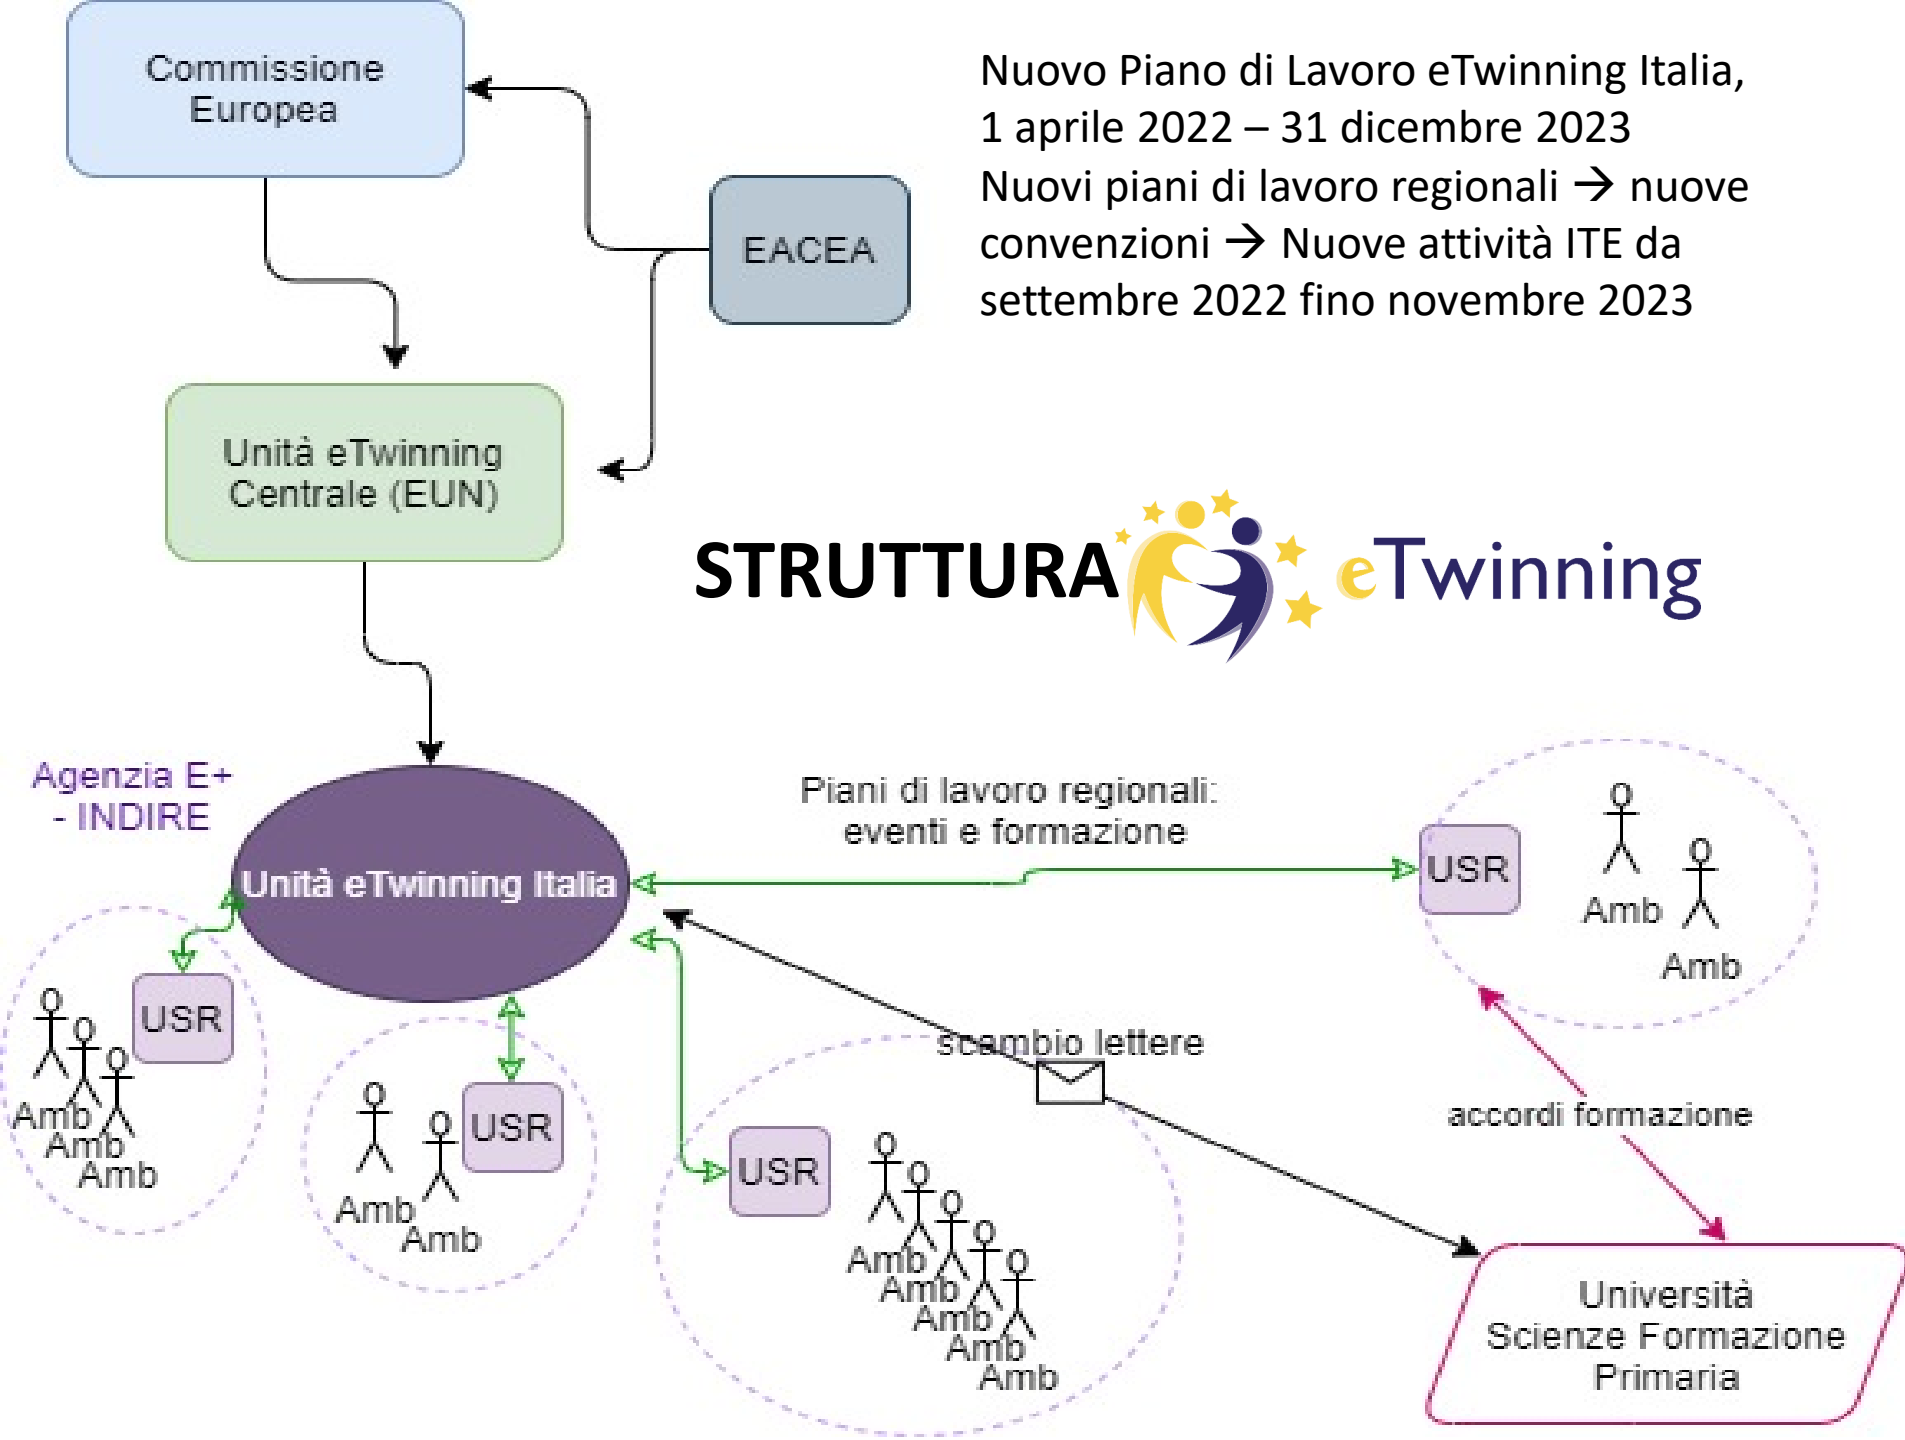 Commissione
Europea
EACEA
Nuovo Piano di Lavoro eTwinning Italia,
1 aprile 2022 – 31 dicembre 2023
Nuovi piani di lavoro regionali → nuove
convenzioni → Nuove attività ITE da
settembre 2022 fino novembre 2023
Unità eTwinning
Centrale (EUN)
STRUTTURA eTwinning
Agenzia E+
- INDIRE
Unità eTwinning Italia
Piani di lavoro regionali:
eventi e formazione
USR
Amb
Amb
USR
Amb
Amb
Amb
USR
Amb
Amb
scambio lettere
USR
Amb
Amb
Amb
Amb
Amb
accordi formazione
Università
Scienze Formazione
Primaria